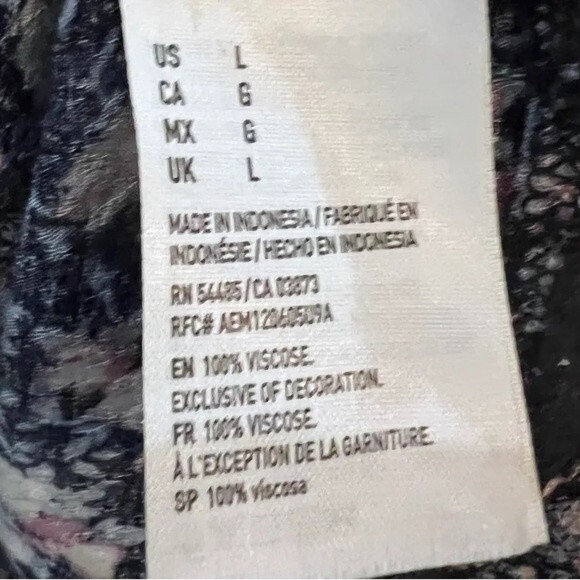 US L
CA G
MX G
UK L
MADE IN INDONESIA / FABRIQUÉ EN
INDONÉSIE / HECHO EN INDONESIA
RN 54485 / CA 03873
RFC# AEM120605U9A
EN 100% VISCOSE.
EXCLUSIVE OF DECORATION.
FR 100% VISCOSE.
À L'EXCEPTION DE LA GARNITURE.
SP 100% viscosa